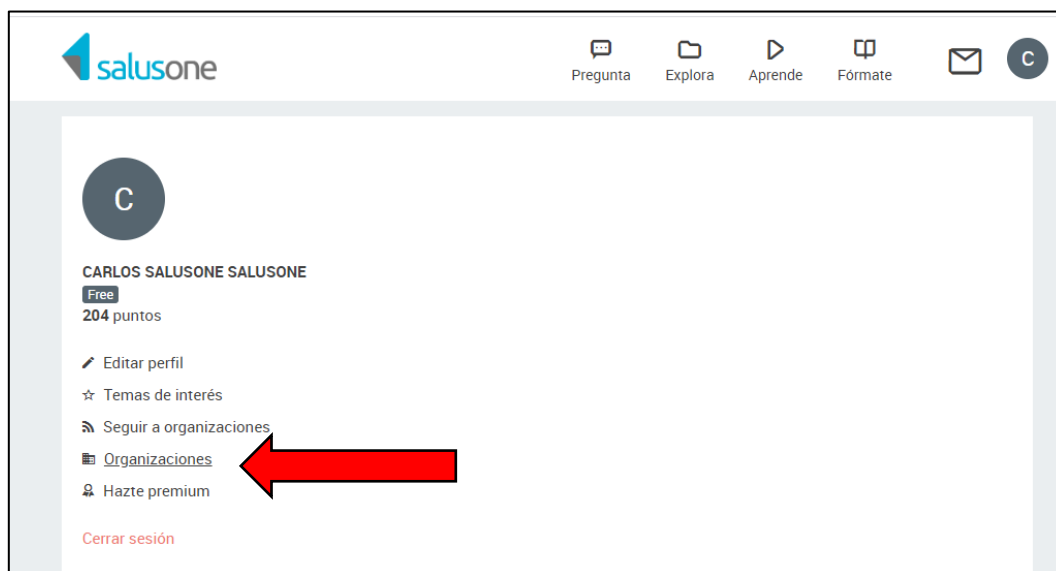 salusone
Pregunta Explora Aprende Fórmate C
C
CARLOS SALUSONE SALUSONE
Free
204 puntos
Editar perfil
Temas de interés
Seguir a organizaciones
Organizaciones
Hazte premium
Cerrar sesión